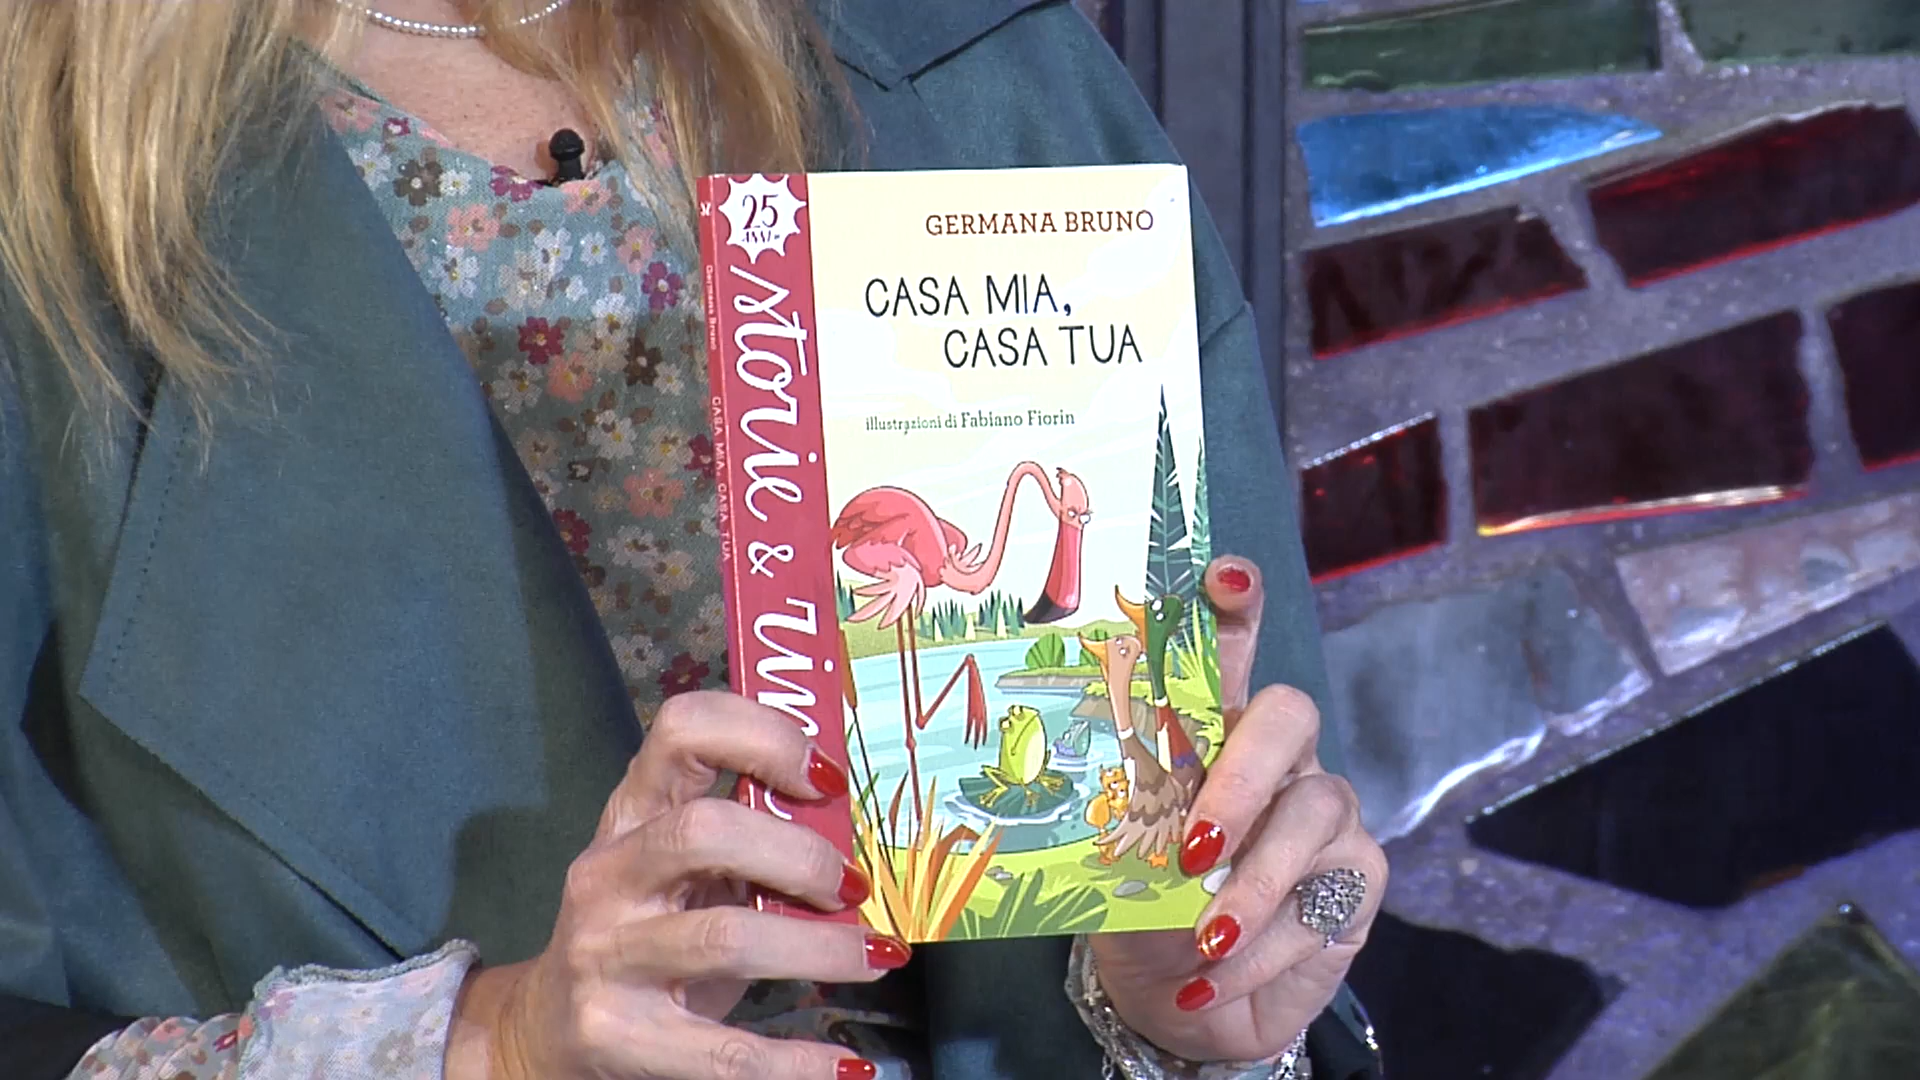 25
ANNI
GERMANA BRUNO
CASA MIA,
CASA TUA
illustrazioni di Fabiano Fiorin
storie &
Germana Bruno
CASA MIA, CASA TUA